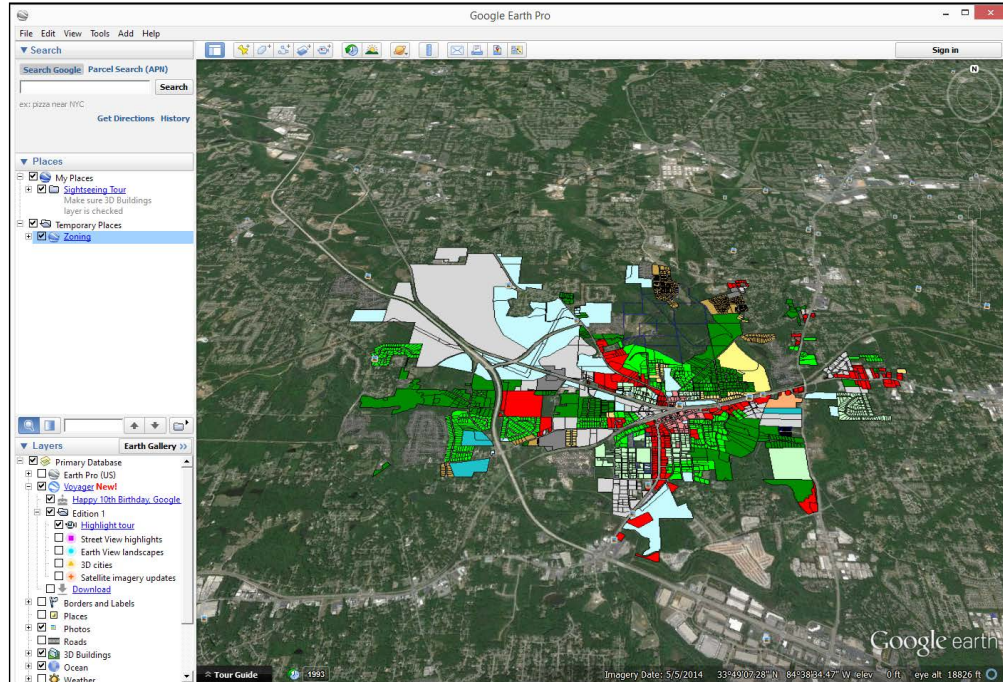 Google Earth Pro
File Edit View Tools Add Help
Search
Sign in
Search Google Parcel Search (APN)
Search
ex: pizza near NYC
Get Directions History
Places
My Places
Sightseeing Tour
Make sure 3D Buildings
layer is checked
Temporary Places
Zoning
Layers Earth Gallery >>
Primary Database
Earth Pro (US)
Voyager New!
Happy 10th Birthday, Google
Edition 1
Highlight tour
Street View highlights
Earth View landscapes
3D cities
Satellite imagery updates
Download
Borders and Labels
Places
Photos
Roads
3D Buildings
Ocean
Weather
N
Google earth
Tour Guide 1993 Imagery Date: 5/5/2014 33°49'07.28" N 84°38'34.47" W elev 0 ft eye alt 18826 ft